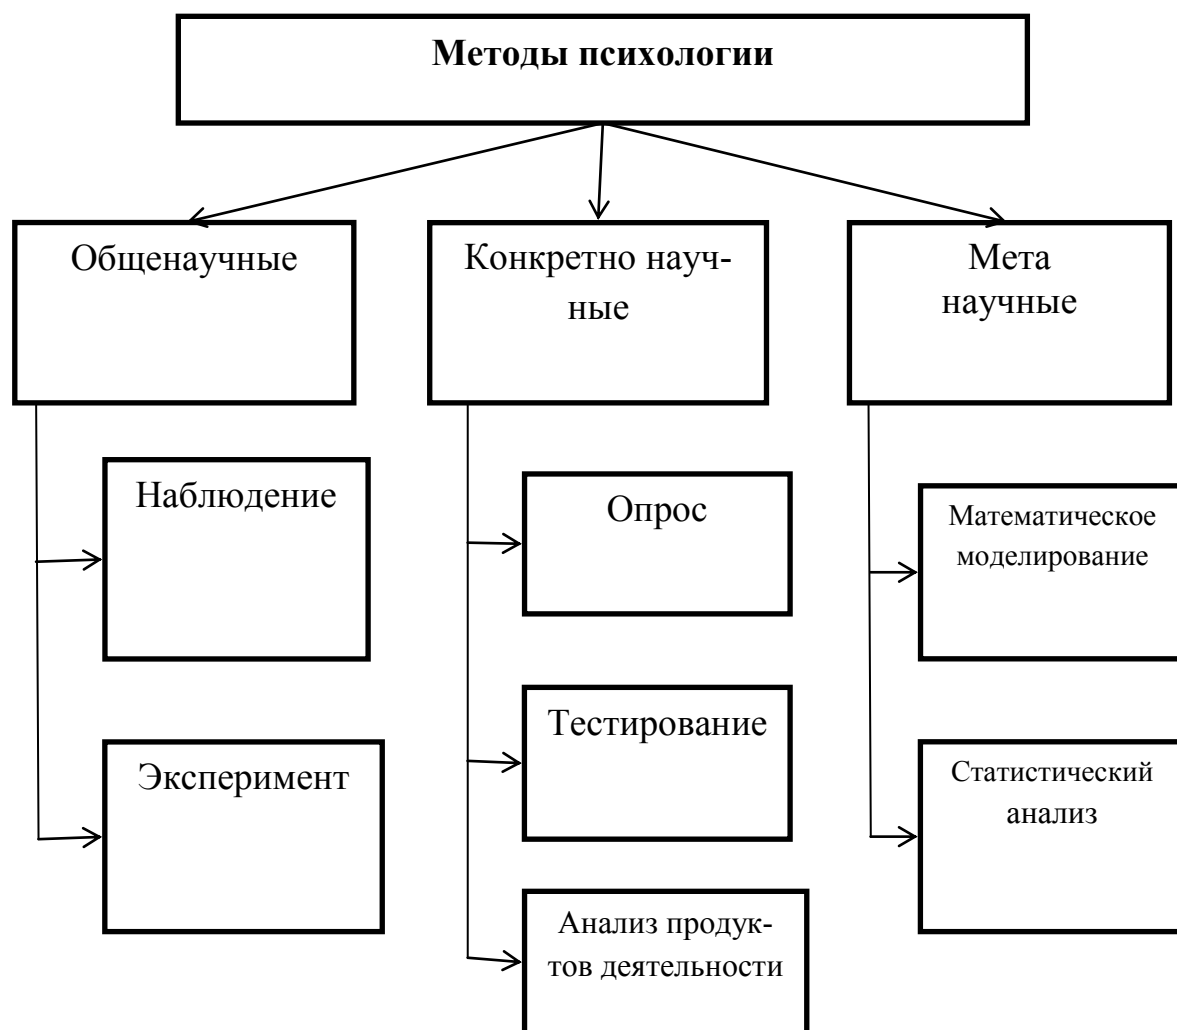 Методы психологии
Общенаучные
Конкретно науч-
ные
Мета
научные
Наблюдение
Эксперимент
Опрос
Тестирование
Анализ продук-
тов деятельности
Математическое
моделирование
Статистический
анализ